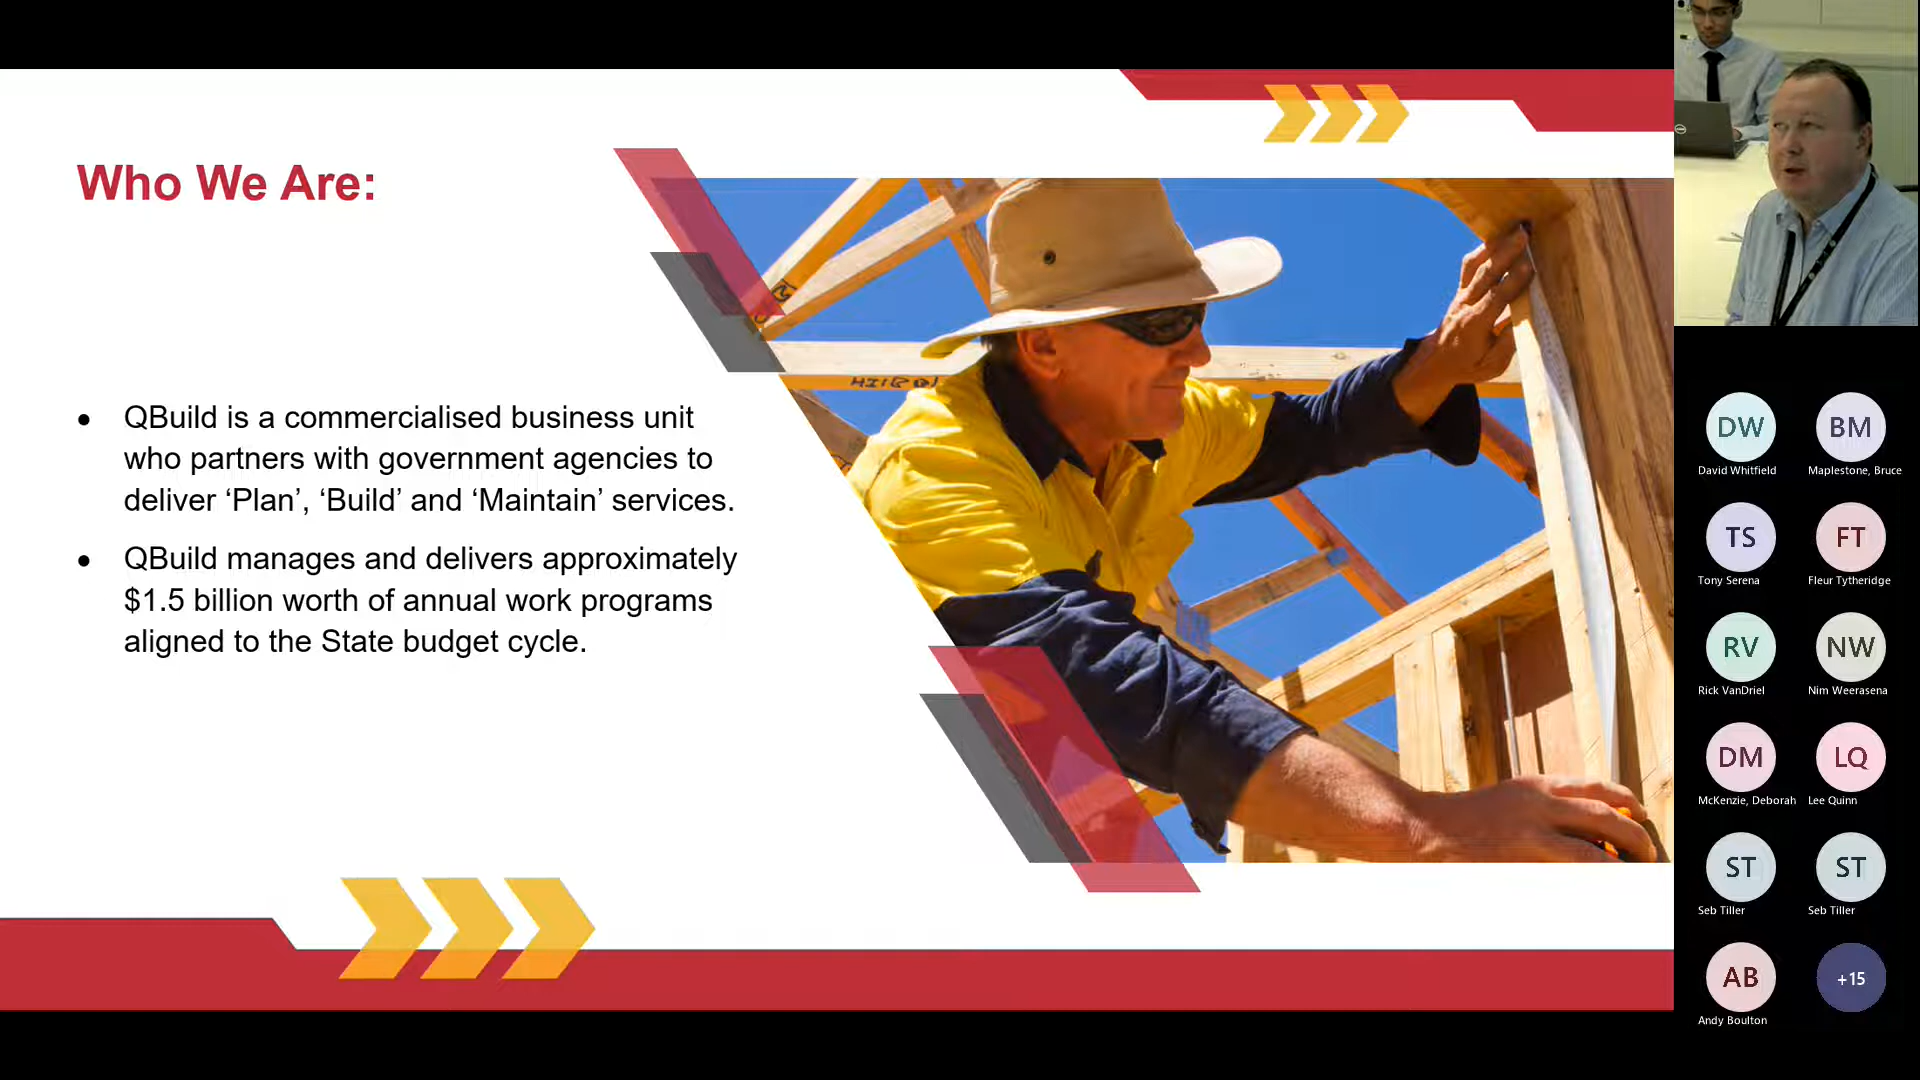 Who We Are:
• QBuild is a commercialised business unit
who partners with government agencies to
deliver ‘Plan’, ‘Build’ and ‘Maintain’ services.
• QBuild manages and delivers approximately
$1.5 billion worth of annual work programs
aligned to the State budget cycle.
DW
David Whitfield
BM
Maplestone, Bruce
TS
Tony Serena
FT
Fleur Tytheridge
RV
Rick VanDriel
NW
Nim Weerasena
DM
McKenzie, Deborah
LQ
Lee Quinn
ST
Seb Tiller
ST
Seb Tiller
AB
Andy Boulton
+15